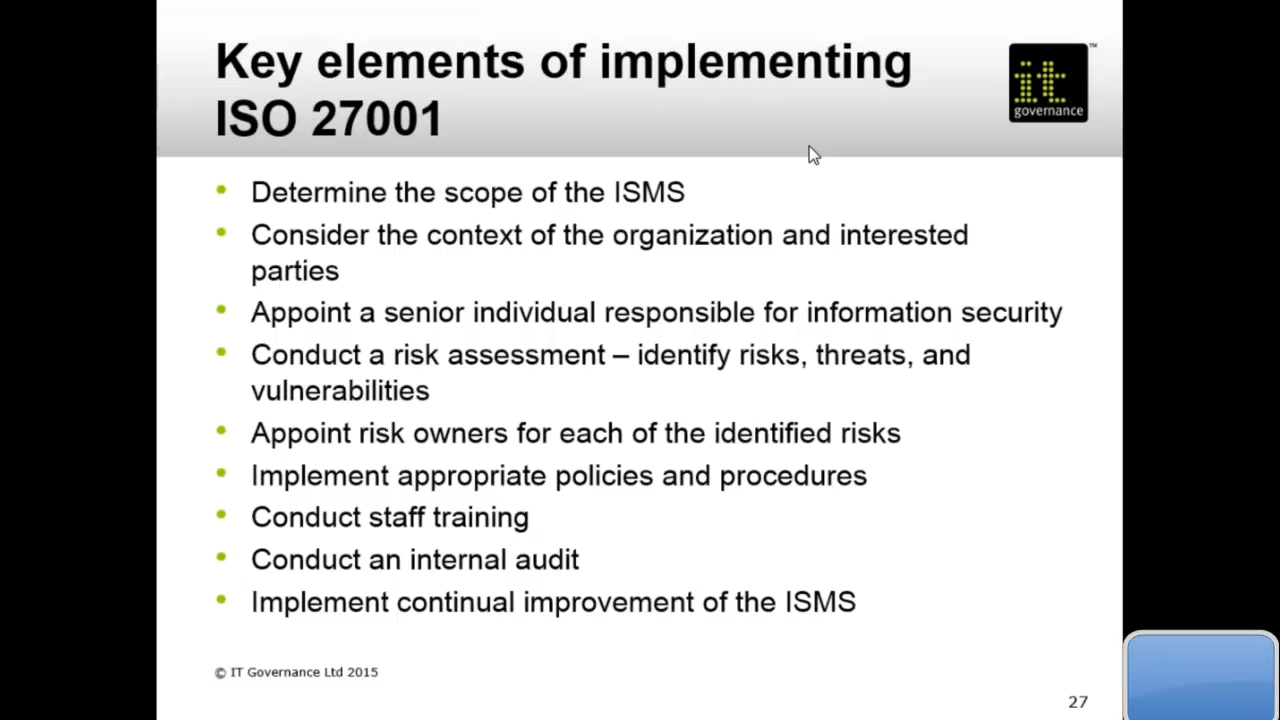 Key elements of implementing
ISO 27001
it
governance
™
• Determine the scope of the ISMS
• Consider the context of the organization and interested
parties
• Appoint a senior individual responsible for information security
• Conduct a risk assessment – identify risks, threats, and
vulnerabilities
• Appoint risk owners for each of the identified risks
• Implement appropriate policies and procedures
• Conduct staff training
• Conduct an internal audit
• Implement continual improvement of the ISMS
© IT Governance Ltd 2015
27